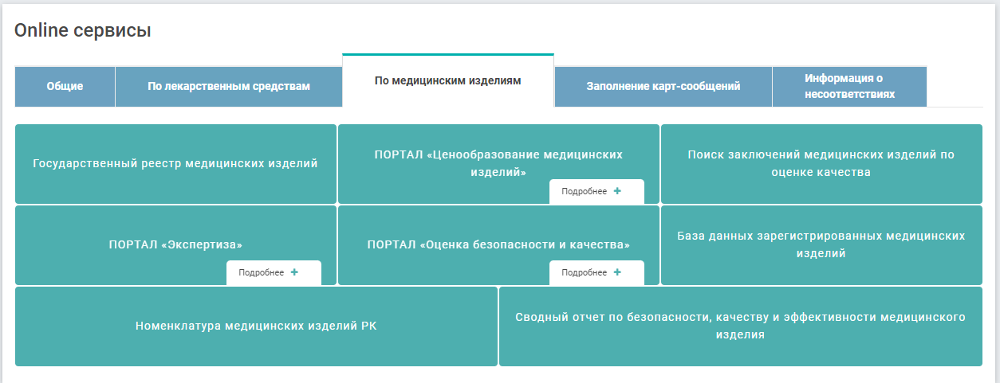 Online сервисы
Общие
По лекарственным средствам
По медицинским изделиям
Заполнение карт-сообщений
Информация о
несоответствиях
Государственный реестр медицинских изделий
ПОРТАЛ «Ценообразование медицинских
изделий»
Подробнее +
Поиск заключений медицинских изделий по
оценке качества
ПОРТАЛ «Экспертиза»
Подробнее +
ПОРТАЛ «Оценка безопасности и качества»
Подробнее +
База данных зарегистрированных медицинских
изделий
Номенклатура медицинских изделий РК
Сводный отчет по безопасности, качеству и эффективности медицинского
изделия